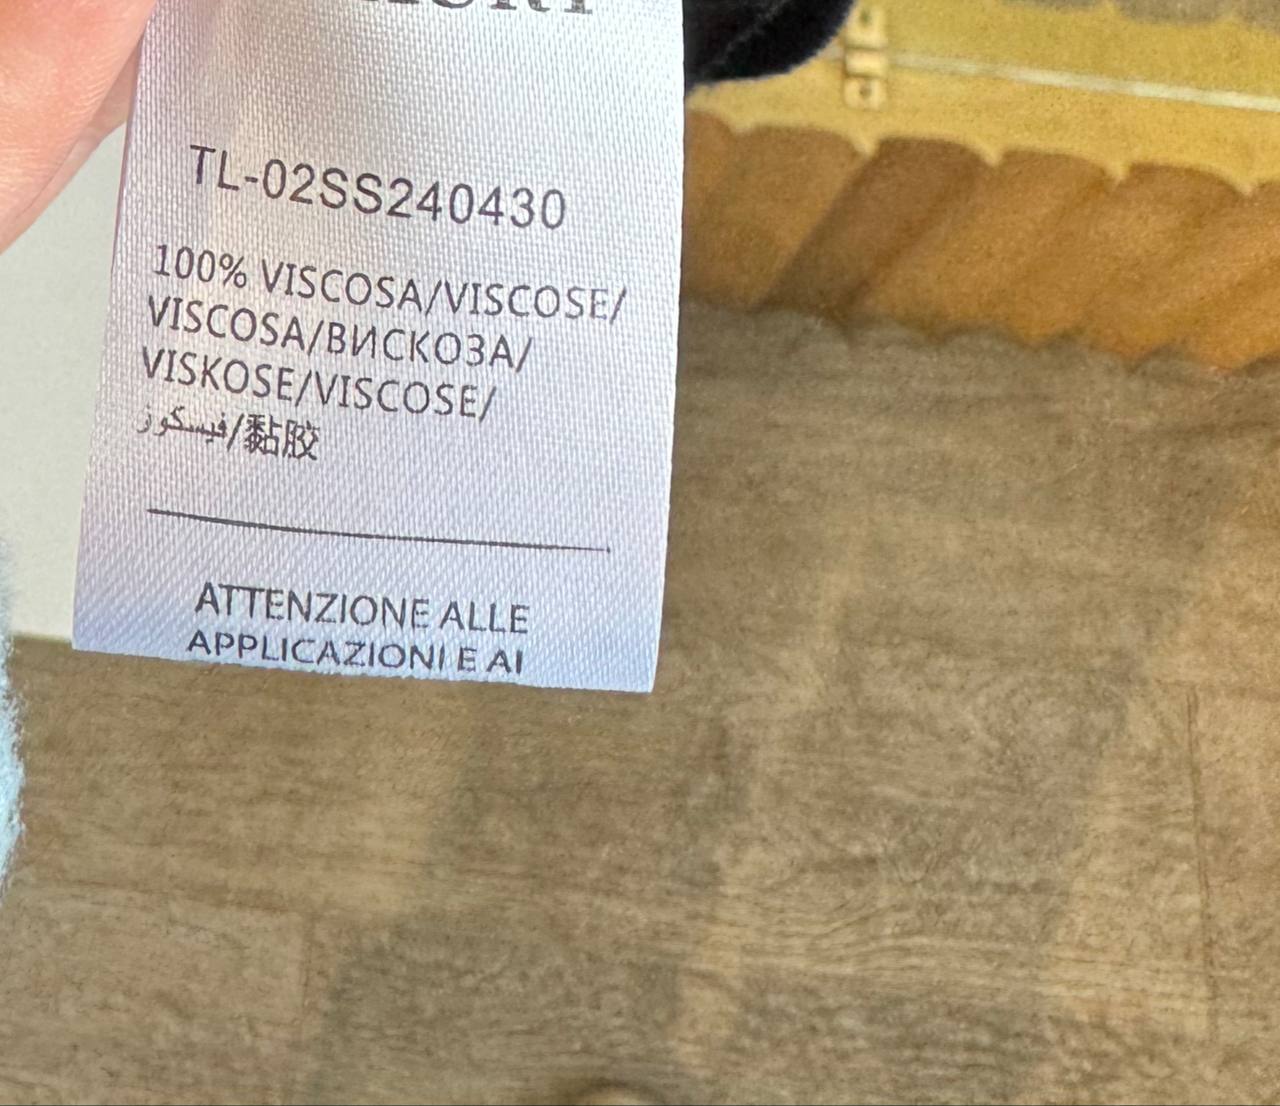 TL-02SS240430
100% VISCOSA/VISCOSE/
VISCOSA/ВИСКОЗА/
VISKOSE/VISCOSE/
فيسكوز/黏胶
ATTENZIONE ALLE
APPLICAZIONI E AI